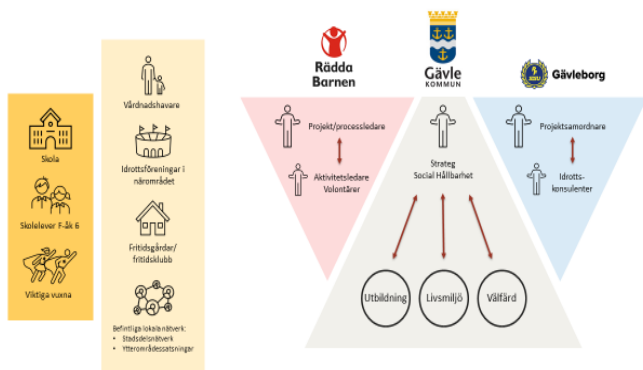 Skola
Skolelever F-åk 6
Viktiga vuxna
Vårdnadshavare
Idrottsföreningar i
närområdet
Fritidsgårdar/
fritidsklubb
Befintliga lokala nätverk:
• Stadsdelsnätverk
• Ytterområdessatsningar
Rädda
Barnen
Projekt/processledare
Aktivitetsledare
Volontärer
Gävle
KOMMUN
Strateg
Social Hållbarhet
Utbildning
Livsmiljö
Välfärd
Gävleborg
Projektsamordnare
Idrotts-
konsulenter